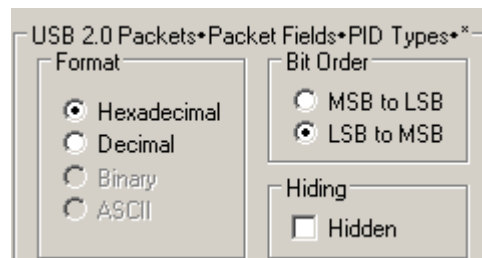 USB 2.0 Packets•Packet Fields•PID Types•*
Format
Hexadecimal
Decimal
Binary
ASCII
Bit Order
MSB to LSB
LSB to MSB
Hiding
Hidden